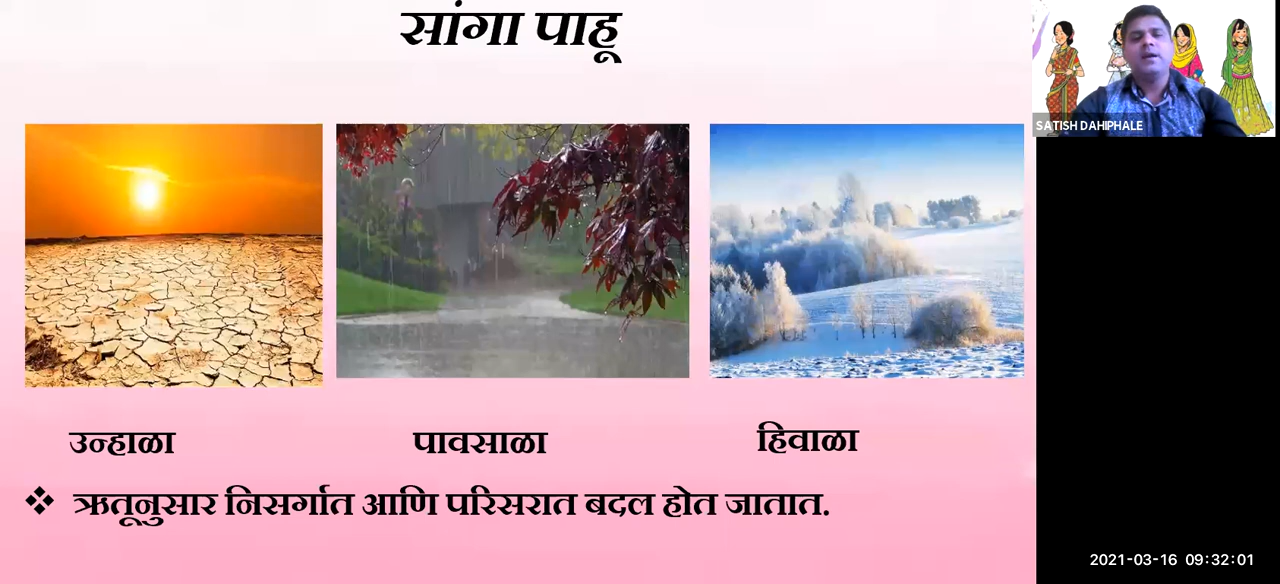 सांगा पाहू
SATISH DAHIPHALE
उन्हाळा
पावसाळा
हिवाळा
❖ ऋतूनुसार निसर्गात आणि परिसरात बदल होत जातात.
2021-03-16 09:32:01